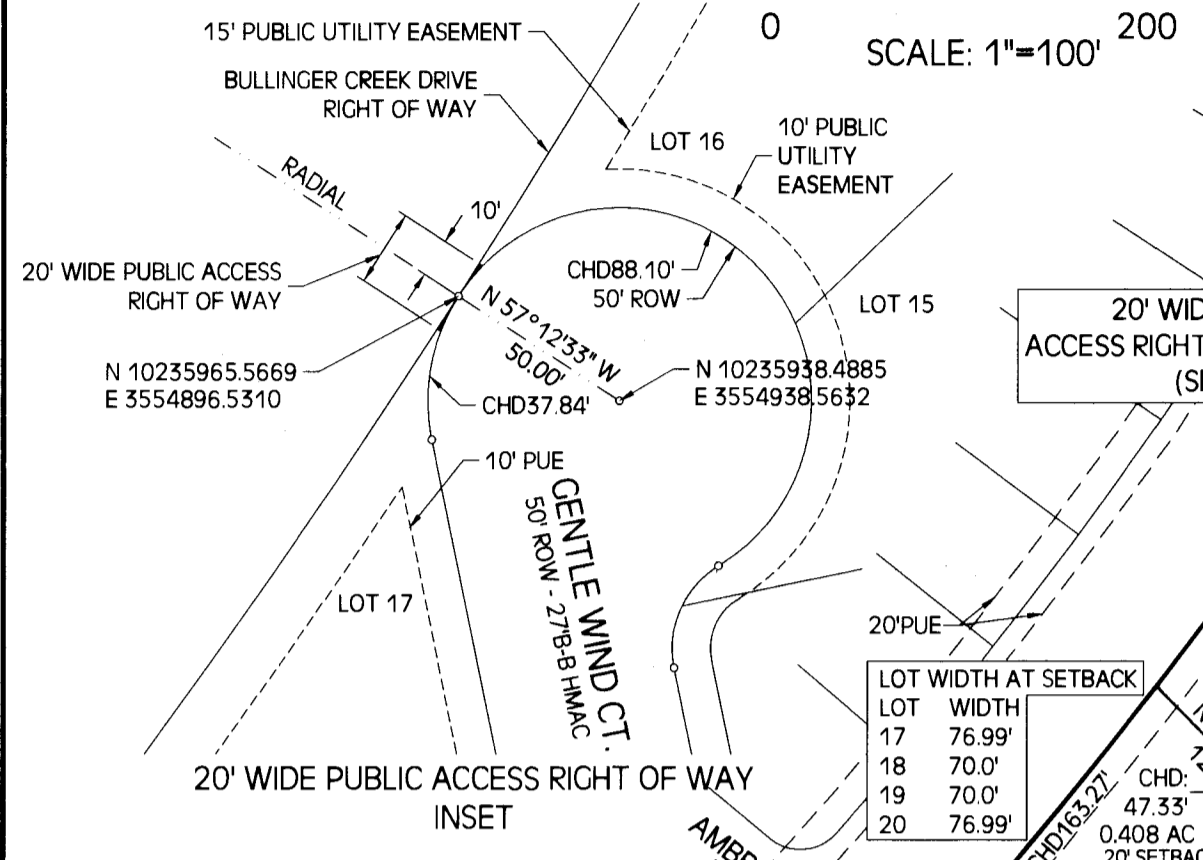 15' PUBLIC UTILITY EASEMENT
0
200
SCALE: 1"=100'
BULLINGER CREEK DRIVE
RIGHT OF WAY
LOT 16
10' PUBLIC
UTILITY
EASEMENT
RADIAL
10'
20' WIDE PUBLIC ACCESS
RIGHT OF WAY
CHD88.10'
50' ROW
LOT 15
N 57°12'33" W
50.00'
20' WID
ACCESS RIGHT
N 10235965.5669
E 3554896.5310
N 10235938.4885
E 3554938.5632
CHD37.84'
10' PUE
GENTLE WIND CT.
50' ROW - 27'B-B HMAC
LOT 17
20'PUE
LOT WIDTH AT SETBACK
LOT WIDTH
17 76.99'
18 70.0'
19 70.0'
20 76.99'
20' WIDE PUBLIC ACCESS RIGHT OF WAY
INSET
CHD163.27'
CHD:
47.33'
0.408 AC
20' SETBAC